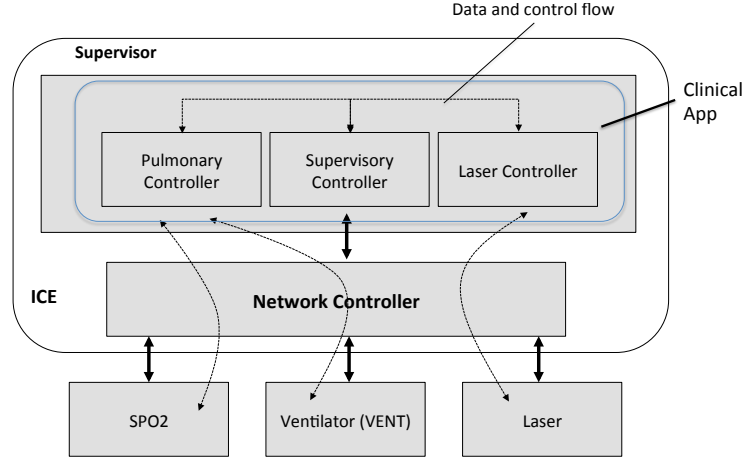 Data and control flow
Supervisor
Clinical
App
Pulmonary
Controller
Supervisory
Controller
Laser Controller
ICE
Network Controller
SPO2
Ventilator (VENT)
Laser